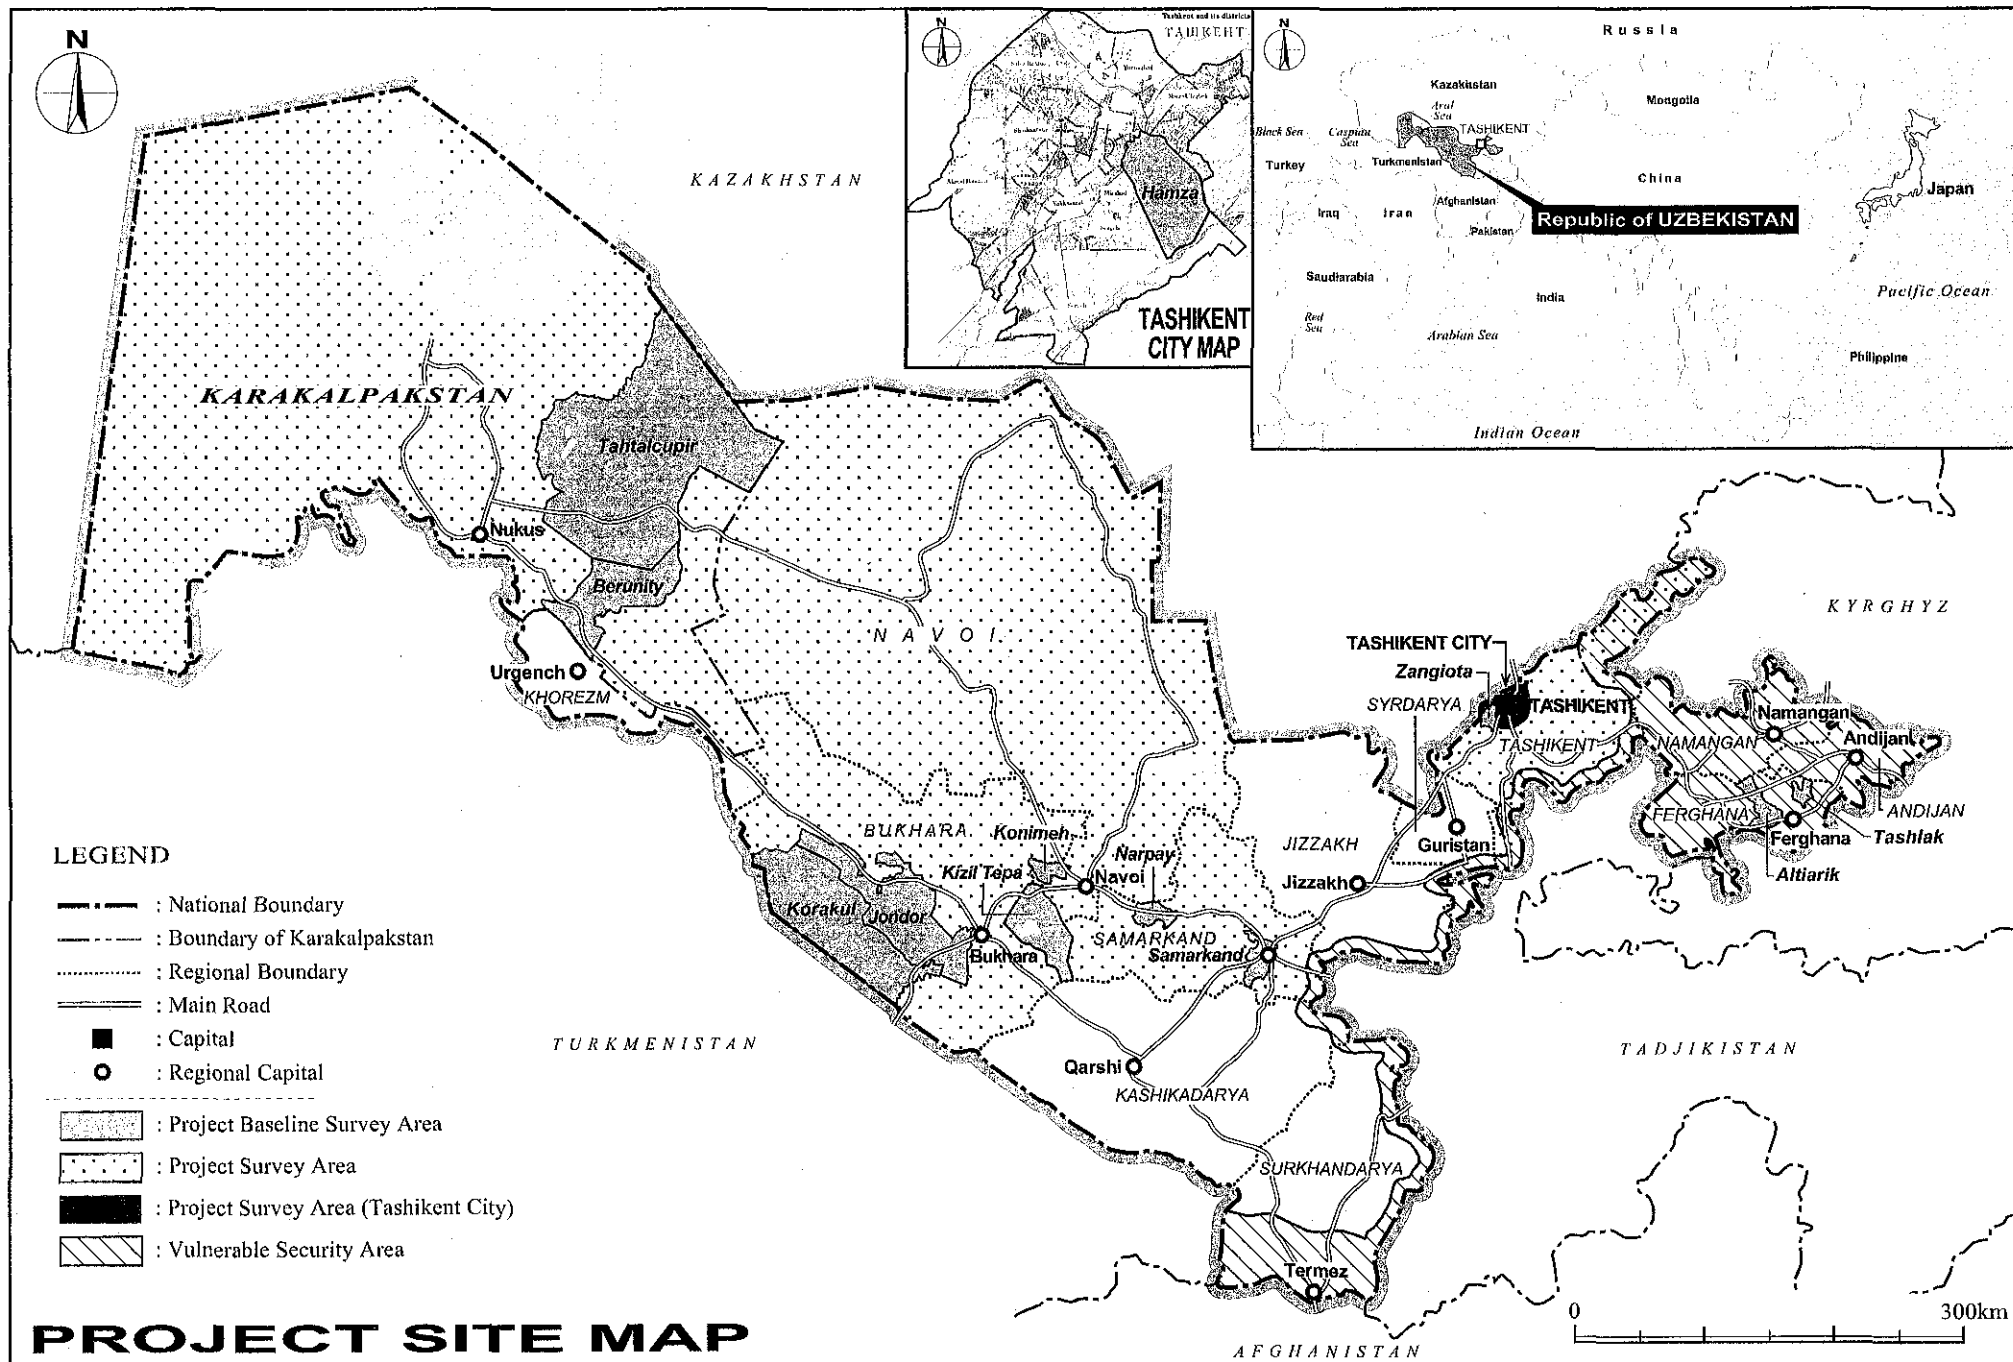 N
KARAKALPAKSTAN
KAZAKHSTAN
Tahtalcupir
Nukus
Berunity
Urgench
KHOREZM
NAVOI
BUKHARA
Konimeh
Kizil Tepa
Navoi
Narpay
Korakul
Jondor
Bukhara
SAMARKAND
Samarkand
JIZZAKH
Jizzakh
Guristan
SYRDARYA
TASHIKENT CITY
Zangiota
TASHIKENT
TASHIKENT
NAMANGAN
Namangan
Andijan
ANDIJAN
FERGHANA
Ferghana
Tashlak
Altiarik
KYRGHYZ
Qarshi
KASHIKADARYA
SURKHANDARYA
Termez
TURKMENISTAN
TADJIKISTAN
AFGHANISTAN
N
Tashkent and its districts
TASHKEHT
Hamza
TASHIKENT
CITY MAP
N
Russia
Kazakhstan
Mongolia
Aral
Sea
TASHIKENT
Black Sea
Caspian
Sea
Turkey
Turkmenistan
China
Japan
Iraq
Iran
Afghanistan
Pakistan
Republic of UZBEKISTAN
Saudiarabia
India
Pacific Ocean
Red
Sea
Arabian Sea
Philippine
Indian Ocean
LEGEND
: National Boundary
: Boundary of Karakalpakstan
: Regional Boundary
: Main Road
: Capital
: Regional Capital
: Project Baseline Survey Area
: Project Survey Area
: Project Survey Area (Tashikent City)
: Vulnerable Security Area
PROJECT SITE MAP
0 300km